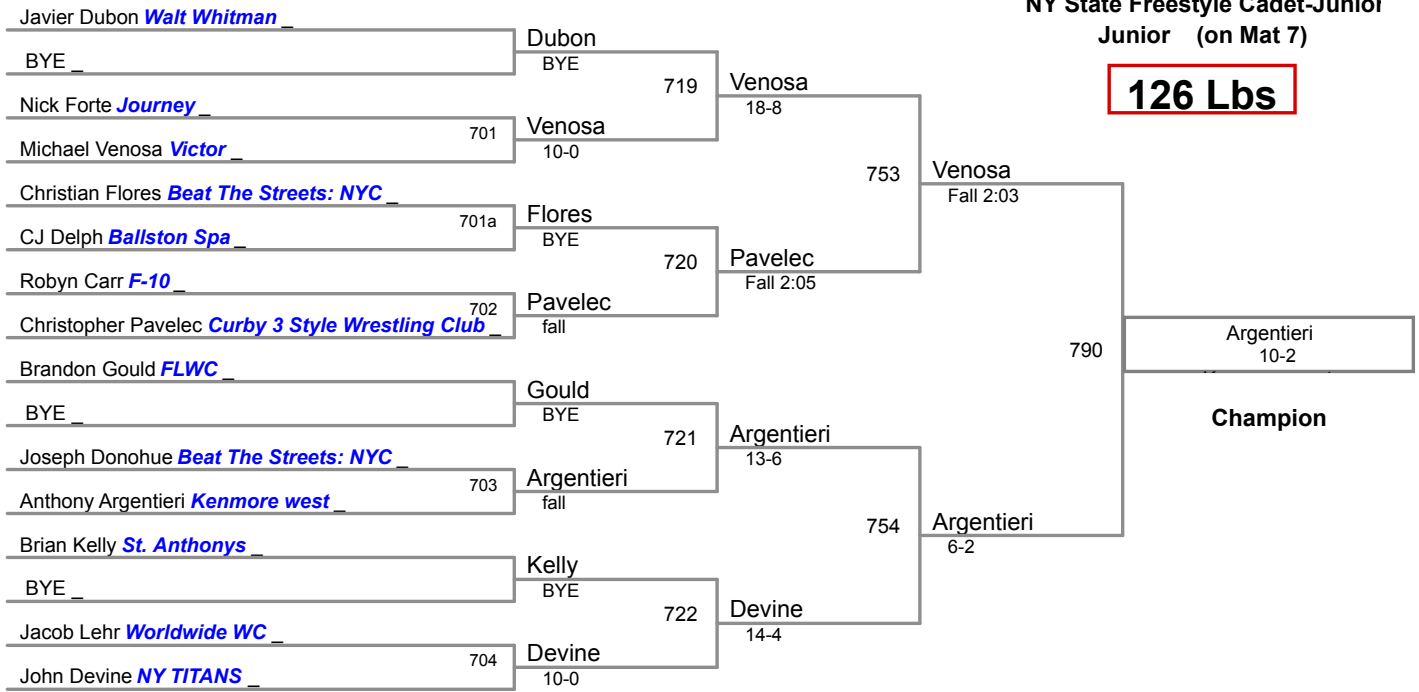 NY State Freestyle Cadet-Junior
Junior (on Mat 7)
126 Lbs
Javier Dubon Walt Whitman _
BYE _
Nick Forte Journey _
Michael Venosa Victor _
Christian Flores Beat The Streets: NYC _
CJ Delph Ballston Spa _
Robyn Carr F-10 _
Christopher Pavelec Curby 3 Style Wrestling Club _
Brandon Gould FLWC _
BYE _
Joseph Donohue Beat The Streets: NYC _
Anthony Argentieri Kenmore west _
Brian Kelly St. Anthonys _
BYE _
Jacob Lehr Worldwide WC _
John Devine NY TITANS _
Dubon
BYE
701
Venosa
10-0
701a
Flores
BYE
702
Pavelec
fall
Gould
BYE
703
Argentieri
fall
Kelly
BYE
704
Devine
10-0
719
Venosa
18-8
720
Pavelec
Fall 2:05
721
Argentieri
13-6
722
Devine
14-4
753
Venosa
Fall 2:03
754
Argentieri
6-2
790
Argentieri
10-2
Champion